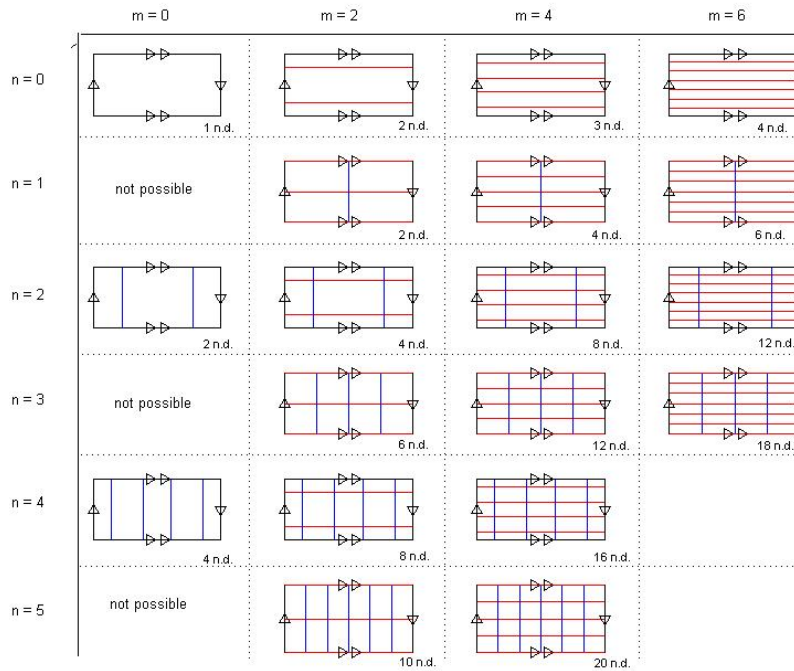 m = 0 m = 2 m = 4 m = 6
n = 0
1 n.d. 2 n.d. 3 n.d. 4 n.d.
n = 1 not possible
2 n.d. 4 n.d. 6 n.d.
n = 2
2 n.d. 4 n.d. 8 n.d. 12 n.d.
n = 3 not possible
6 n.d. 12 n.d. 18 n.d.
n = 4
4 n.d. 8 n.d. 16 n.d.
n = 5 not possible
10 n.d. 20 n.d.